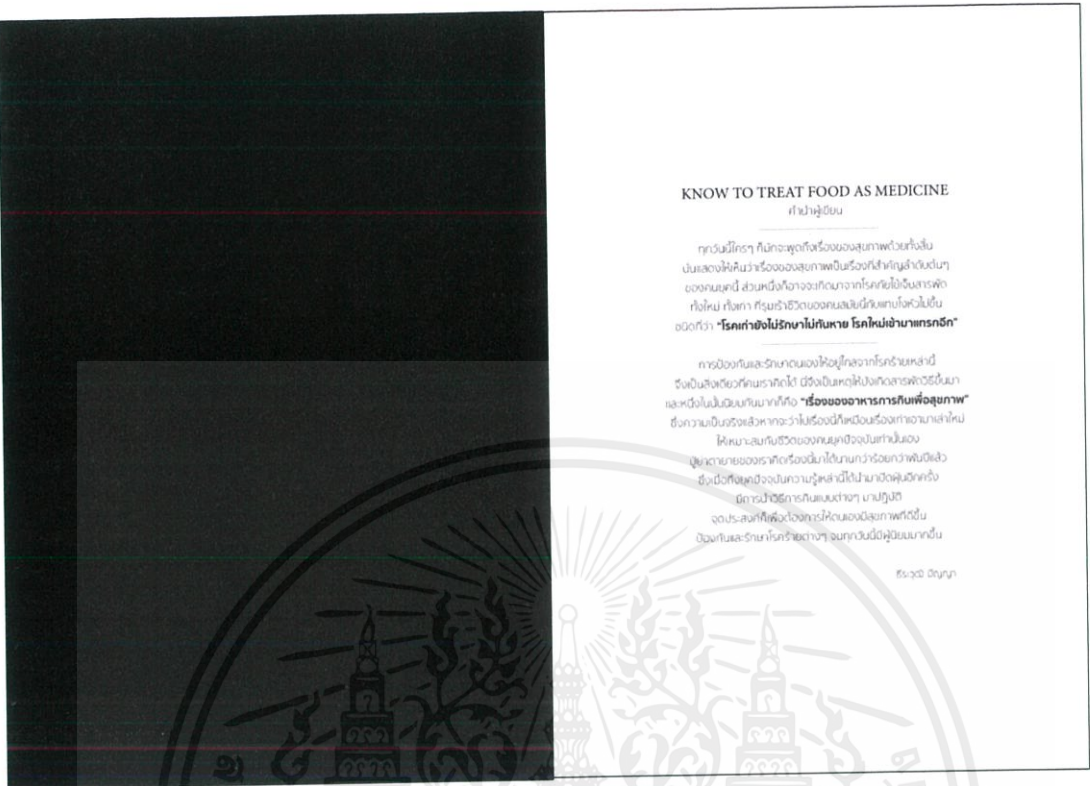 KNOW TO TREAT FOOD AS MEDICINE
คำนำผู้เขียน
ทุกวันนี้ใครๆ ก็มักจะพูดถึงเรื่องของสุขภาพด้วยทั้งสิ้น
นั่นแสดงให้เห็นว่าเรื่องของสุขภาพเป็นเรื่องที่สำคัญลำดับต้นๆ
ของคนยุคนี้ ส่วนหนึ่งก็อาจจะเกิดมาจากโรคภัยไข้เจ็บสารพัด
ทั้งใหม่ ทั้งเก่า ที่รุมเร้าชีวิตของคนสมัยนี้กับแทบโงหัวไม่ขึ้น
ชนิดที่ว่า "โรคเก่ายังไม่รักษาไม่ทันหาย โรคใหม่เข้ามาแทรกอีก"
การป้องกันและรักษาตนเองให้อยู่ไกลจากโรคร้ายเหล่านี้
จึงเป็นสิ่งเดียวที่คนเราคิดได้ นี่จึงเป็นเหตุให้บังเกิดสารพัดวิธีขึ้นมา
และหนึ่งในนั้นนิยมกันมากก็คือ "เรื่องของอาหารการกินเพื่อสุขภาพ"
ซึ่งความเป็นจริงแล้วหากจะว่าไปเรื่องนี้ก็เหมือนเรื่องเก่าเอามาเล่าใหม่
ให้เหมาะสมกับชีวิตของคนยุคปัจจุบันเท่านั้นเอง
ปู่ย่าตายายของเราคิดเรื่องนี้มาได้นานกว่าร้อยกว่าพันปีแล้ว
ซึ่งเมื่อถึงยุคปัจจุบันความรู้เหล่านี้ได้นำมาปัดฝุ่นอีกครั้ง
มีการนำวิธีการกินแบบต่างๆ มาปฏิบัติ
จุดประสงค์ก็เพื่อต้องการให้ตนเองมีสุขภาพที่ดีขึ้น
ป้องกันและรักษาโรคร้ายต่างๆ จนทุกวันนี้มีผู้นิยมมากขึ้น
ธีระวุฒิ ปัญญา